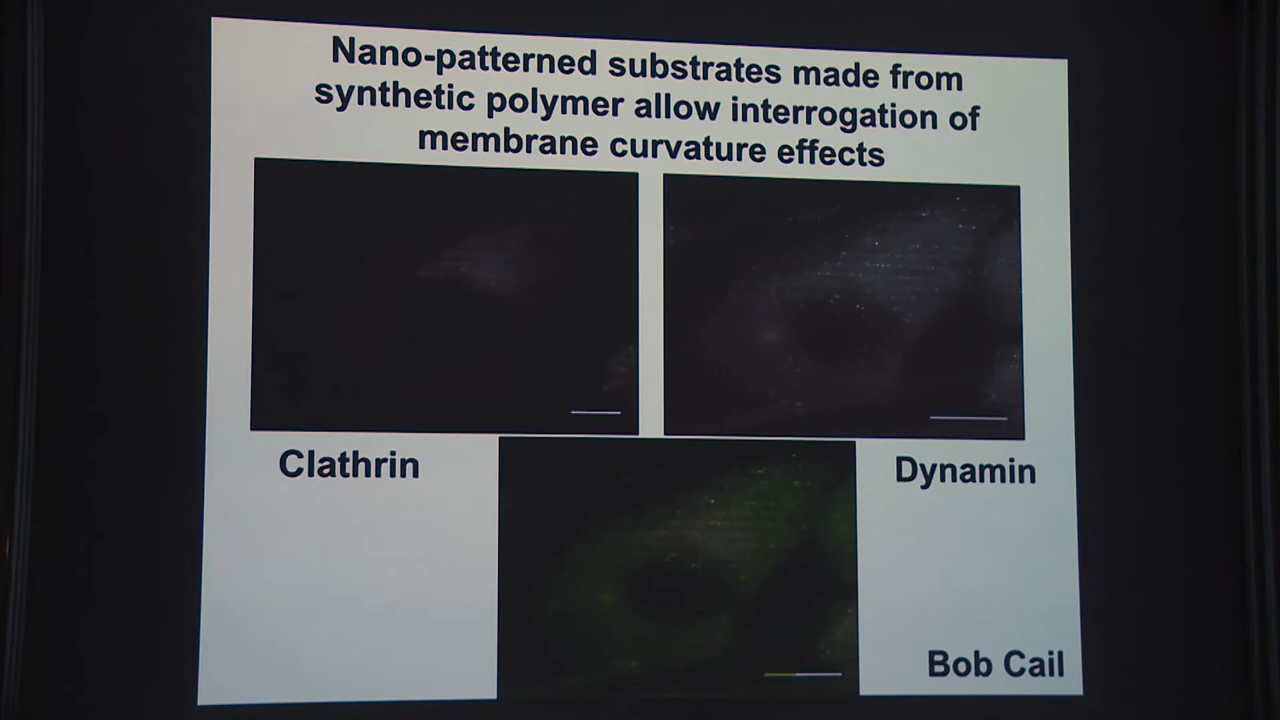 Nano-patterned substrates made from
synthetic polymer allow interrogation of
membrane curvature effects
Clathrin
Dynamin
Bob Cail